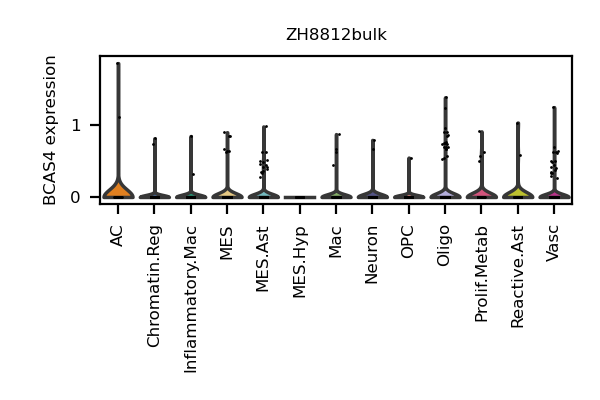 ZH8812bulk
BCAS4 expression
1
0
AC
Chromatin.Reg
Inflammatory.Mac
MES
MES.Ast
MES.Hyp
Mac
Neuron
OPC
Oligo
Prolif.Metab
Reactive.Ast
Vasc